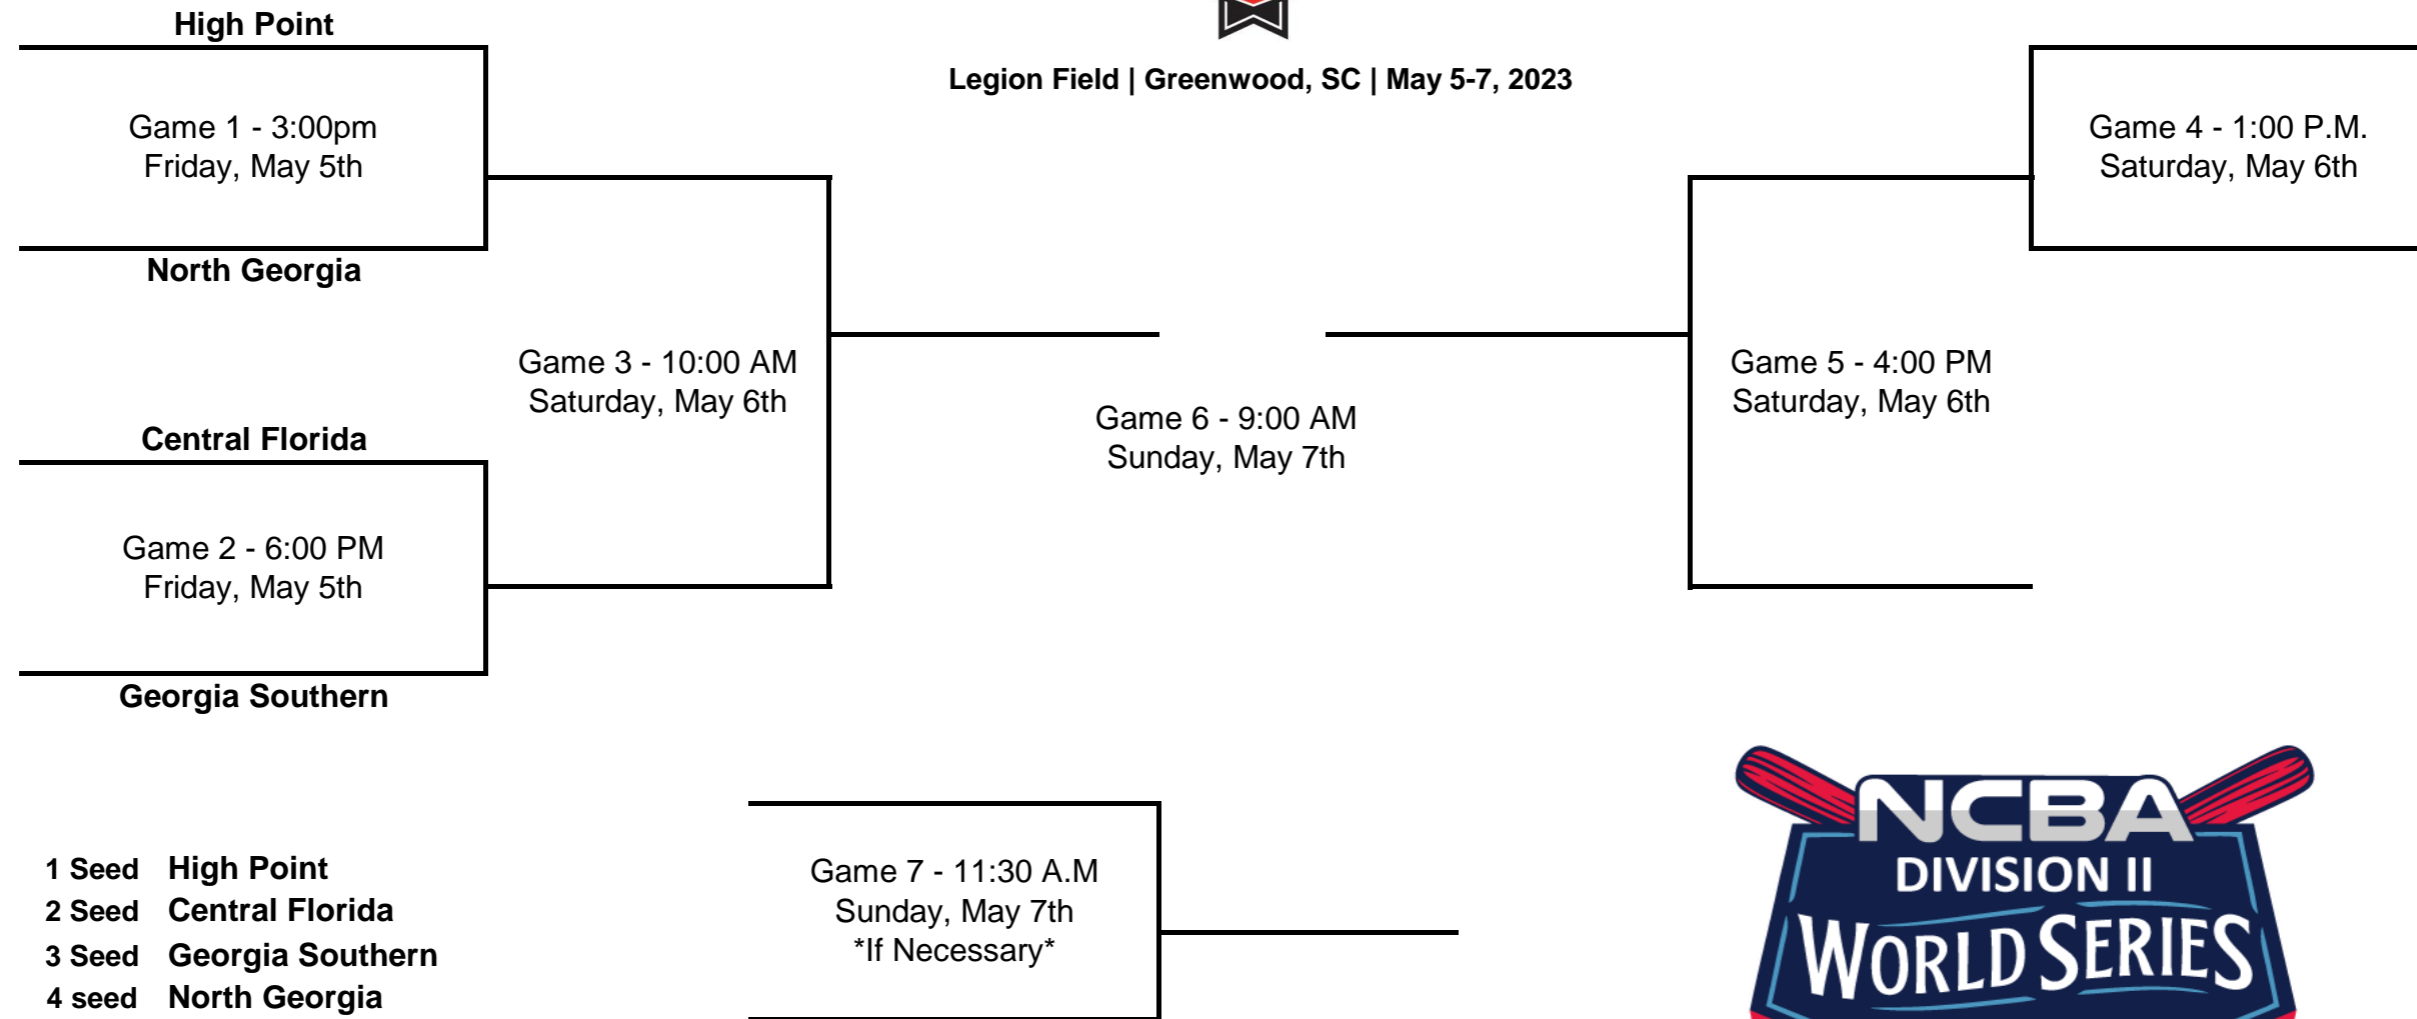 High Point
Legion Field | Greenwood, SC | May 5-7, 2023
Game 1 - 3:00pm
Friday, May 5th
Game 4 - 1:00 P.M.
Saturday, May 6th
North Georgia
Game 3 - 10:00 AM
Saturday, May 6th
Game 5 - 4:00 PM
Saturday, May 6th
Game 6 - 9:00 AM
Sunday, May 7th
Central Florida
Game 2 - 6:00 PM
Friday, May 5th
Georgia Southern
1 Seed High Point
2 Seed Central Florida
3 Seed Georgia Southern
4 seed North Georgia
Game 7 - 11:30 A.M
Sunday, May 7th
*If Necessary*
NCBA
DIVISION II
WORLD SERIES